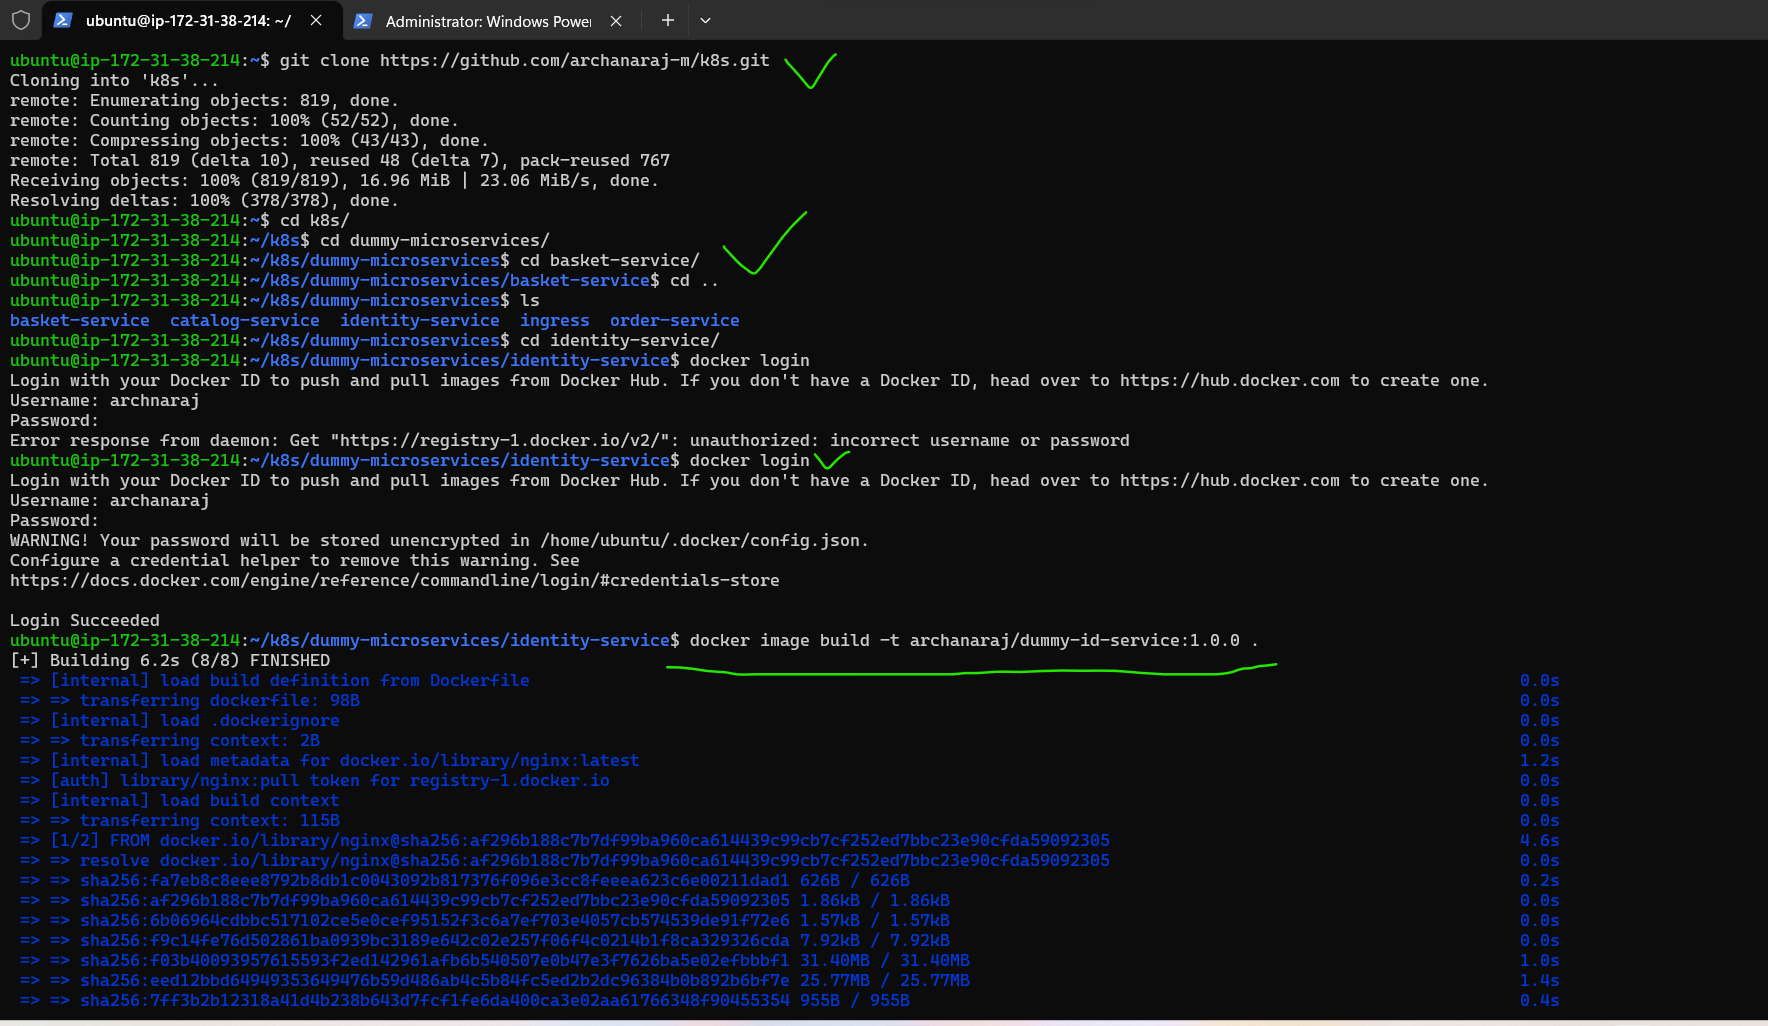 ubuntu@ip-172-31-38-214: ~/
Administrator: Windows Power
ubuntu@ip-172-31-38-214:~$ git clone https://github.com/archanaraj-m/k8s.git
Cloning into 'k8s'...
remote: Enumerating objects: 819, done.
remote: Counting objects: 100% (52/52), done.
remote: Compressing objects: 100% (43/43), done.
remote: Total 819 (delta 10), reused 48 (delta 7), pack-reused 767
Receiving objects: 100% (819/819), 16.96 MiB | 23.06 MiB/s, done.
Resolving deltas: 100% (378/378), done.
ubuntu@ip-172-31-38-214:~$ cd k8s/
ubuntu@ip-172-31-38-214:~/k8s$ cd dummy-microservices/
ubuntu@ip-172-31-38-214:~/k8s/dummy-microservices$ cd basket-service/
ubuntu@ip-172-31-38-214:~/k8s/dummy-microservices/basket-service$ cd ..
ubuntu@ip-172-31-38-214:~/k8s/dummy-microservices$ ls
basket-service  catalog-service  identity-service  ingress  order-service
ubuntu@ip-172-31-38-214:~/k8s/dummy-microservices$ cd identity-service/
ubuntu@ip-172-31-38-214:~/k8s/dummy-microservices/identity-service$ docker login
Login with your Docker ID to push and pull images from Docker Hub. If you don't have a Docker ID, head over to https://hub.docker.com to create one.
Username: archnaraj
Password:
Error response from daemon: Get "https://registry-1.docker.io/v2/": unauthorized: incorrect username or password
ubuntu@ip-172-31-38-214:~/k8s/dummy-microservices/identity-service$ docker login
Login with your Docker ID to push and pull images from Docker Hub. If you don't have a Docker ID, head over to https://hub.docker.com to create one.
Username: archanaraj
Password:
WARNING! Your password will be stored unencrypted in /home/ubuntu/.docker/config.json.
Configure a credential helper to remove this warning. See
https://docs.docker.com/engine/reference/commandline/login/#credentials-store
Login Succeeded
ubuntu@ip-172-31-38-214:~/k8s/dummy-microservices/identity-service$ docker image build -t archanaraj/dummy-id-service:1.0.0 .
[+] Building 6.2s (8/8) FINISHED
=> [internal] load build definition from Dockerfile 0.0s
=> => transferring dockerfile: 98B 0.0s
=> [internal] load .dockerignore 0.0s
=> => transferring context: 2B 0.0s
=> [internal] load metadata for docker.io/library/nginx:latest 1.2s
=> [auth] library/nginx:pull token for registry-1.docker.io 0.0s
=> [internal] load build context 0.0s
=> => transferring context: 115B 0.0s
=> [1/2] FROM docker.io/library/nginx@sha256:af296b188c7b7df99ba960ca614439c99cb7cf252ed7bbc23e90cfda59092305 4.6s
=> => resolve docker.io/library/nginx@sha256:af296b188c7b7df99ba960ca614439c99cb7cf252ed7bbc23e90cfda59092305 0.0s
=> => sha256:fa7eb8c8eee8792b8db1c0043092b817376f096e3cc8feeea623c6e00211dad1 626B / 626B 0.2s
=> => sha256:af296b188c7b7df99ba960ca614439c99cb7cf252ed7bbc23e90cfda59092305 1.86kB / 1.86kB 0.0s
=> => sha256:6b06964cdbbc517102ce5e0cef95152f3c6a7ef703e4057cb574539de91f72e6 1.57kB / 1.57kB 0.0s
=> => sha256:f9c14fe76d502861ba0939bc3189e642c02e257f06f4c0214b1f8ca329326cda 7.92kB / 7.92kB 0.0s
=> => sha256:f03b40093957615593f2ed142961afb6b540507e0b47e3f7626ba5e02efbbbf1 31.40MB / 31.40MB 1.0s
=> => sha256:eed12bbd64949353649476b59d486ab4c5b84fc5ed2b2dc96384b0b892b6bf7e 25.77MB / 25.77MB 1.4s
=> => sha256:7ff3b2b12318a41d4b238b643d7fcf1fe6da400ca3e02aa61766348f90455354 955B / 955B 0.4s